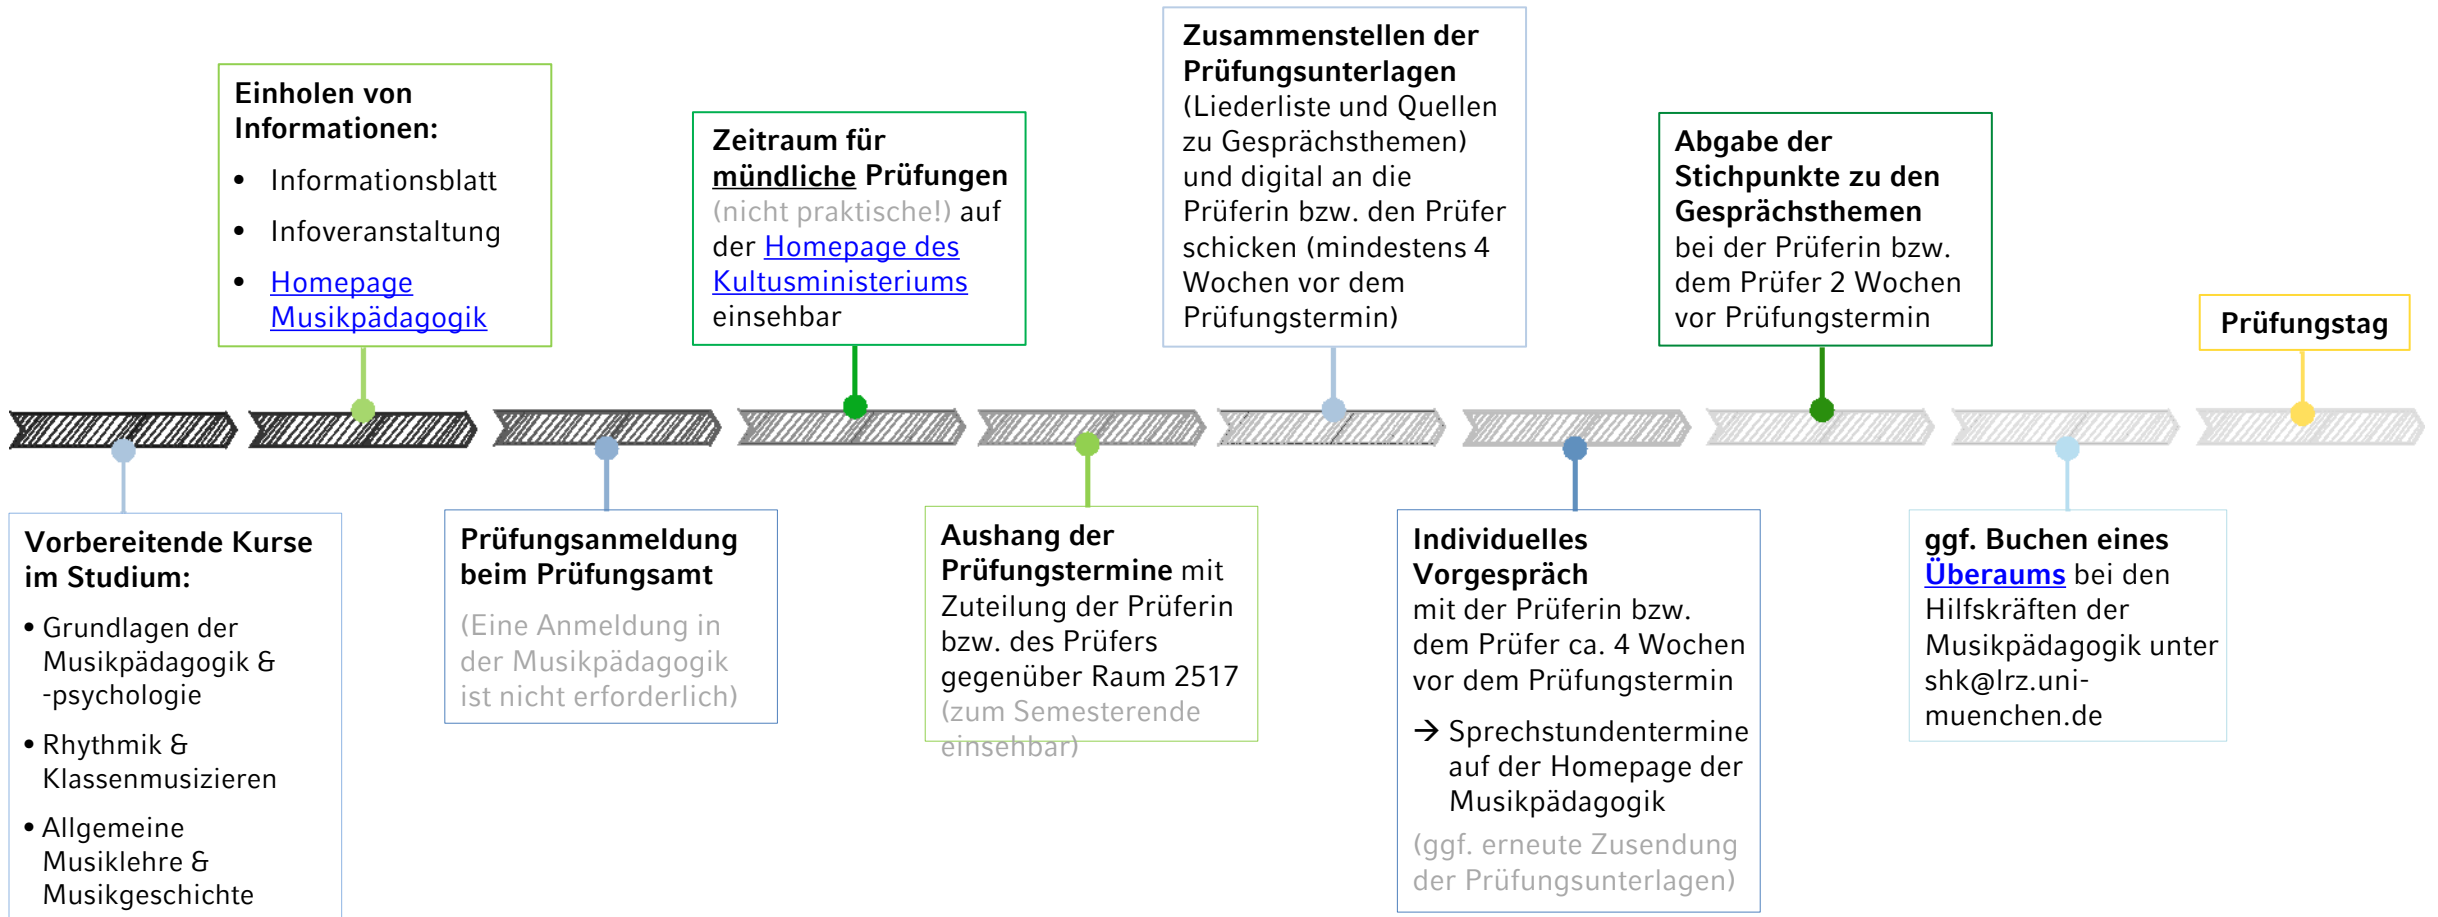 Vorbereitende Kurse
im Studium:
• Grundlagen der
Musikpädagogik &
-psychologie
• Rhythmik &
Klassenmusizieren
• Allgemeine
Musiklehre &
Musikgeschichte
Einholen von
Informationen:
• Informationsblatt
• Infoveranstaltung
• Homepage
Musikpädagogik
Prüfungsanmeldung
beim Prüfungsamt
(Eine Anmeldung in
der Musikpädagogik
ist nicht erforderlich)
Zeitraum für
mündliche Prüfungen
(nicht praktische!) auf
der Homepage des
Kultusministeriums
einsehbar
Aushang der
Prüfungstermine mit
Zuteilung der Prüferin
bzw. des Prüfers
gegenüber Raum 2517
(zum Semesterende
einsehbar)
Zusammenstellen der
Prüfungsunterlagen
(Liederliste und Quellen
zu Gesprächsthemen)
und digital an die
Prüferin bzw. den Prüfer
schicken (mindestens 4
Wochen vor dem
Prüfungstermin)
Individuelles
Vorgespräch
mit der Prüferin bzw.
dem Prüfer ca. 4 Wochen
vor dem Prüfungstermin
→ Sprechstundentermine
auf der Homepage der
Musikpädagogik
(ggf. erneute Zusendung
der Prüfungsunterlagen)
Abgabe der
Stichpunkte zu den
Gesprächsthemen
bei der Prüferin bzw.
dem Prüfer 2 Wochen
vor Prüfungstermin
ggf. Buchen eines
Überaums bei den
Hilfskräften der
Musikpädagogik unter
shk@lrz.uni-
muenchen.de
Prüfungstag